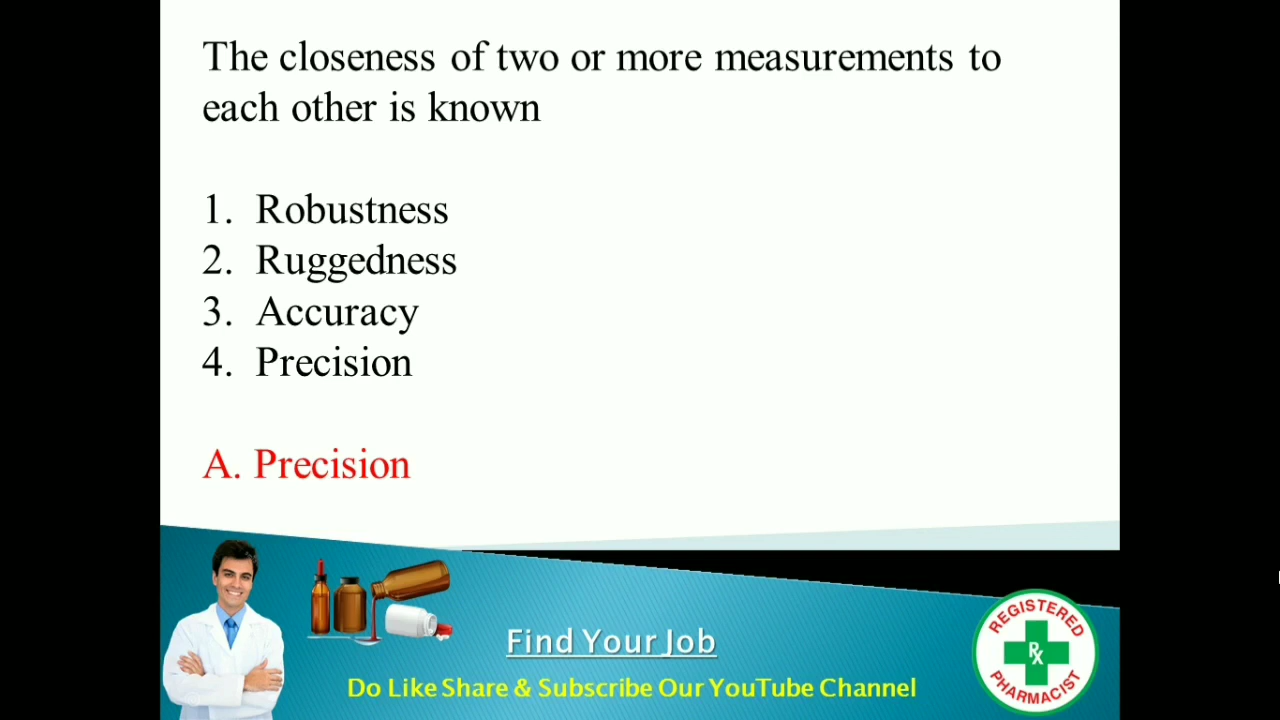 The closeness of two or more measurements to
each other is known
1. Robustness
2. Ruggedness
3. Accuracy
4. Precision
A. Precision
Find Your Job
Do Like Share & Subscribe Our YouTube Channel
REGISTERED
Rx
PHARMACIST